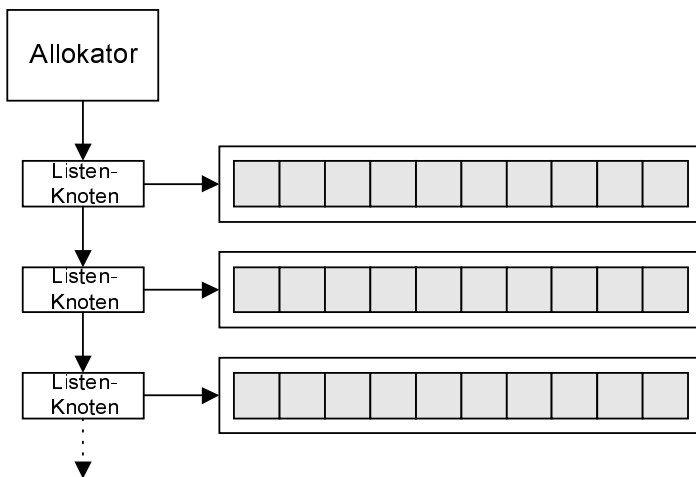 Allokator
Listen-
Knoten
Listen-
Knoten
Listen-
Knoten